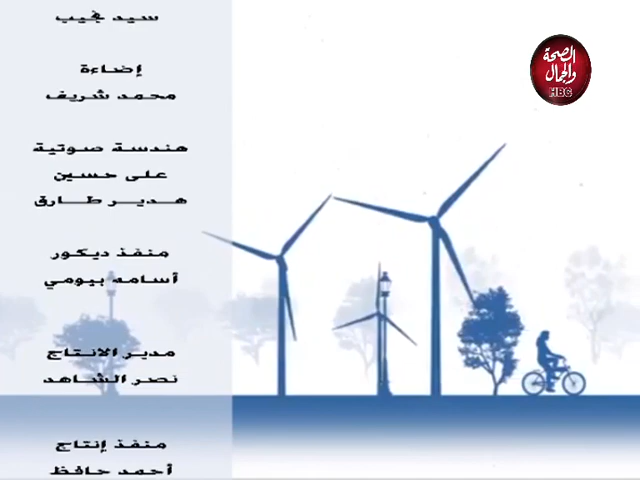 سيد نجيب
إضاءة
محمد شريف
هندسة صوتية
على حسين
هدير طارق
منفذ ديكور
أسامه بيومي
مدير الانتاج
نصر الشاهد
منفذ إنتاج
أحمد حافظ
الصحة
والجمال
HBC